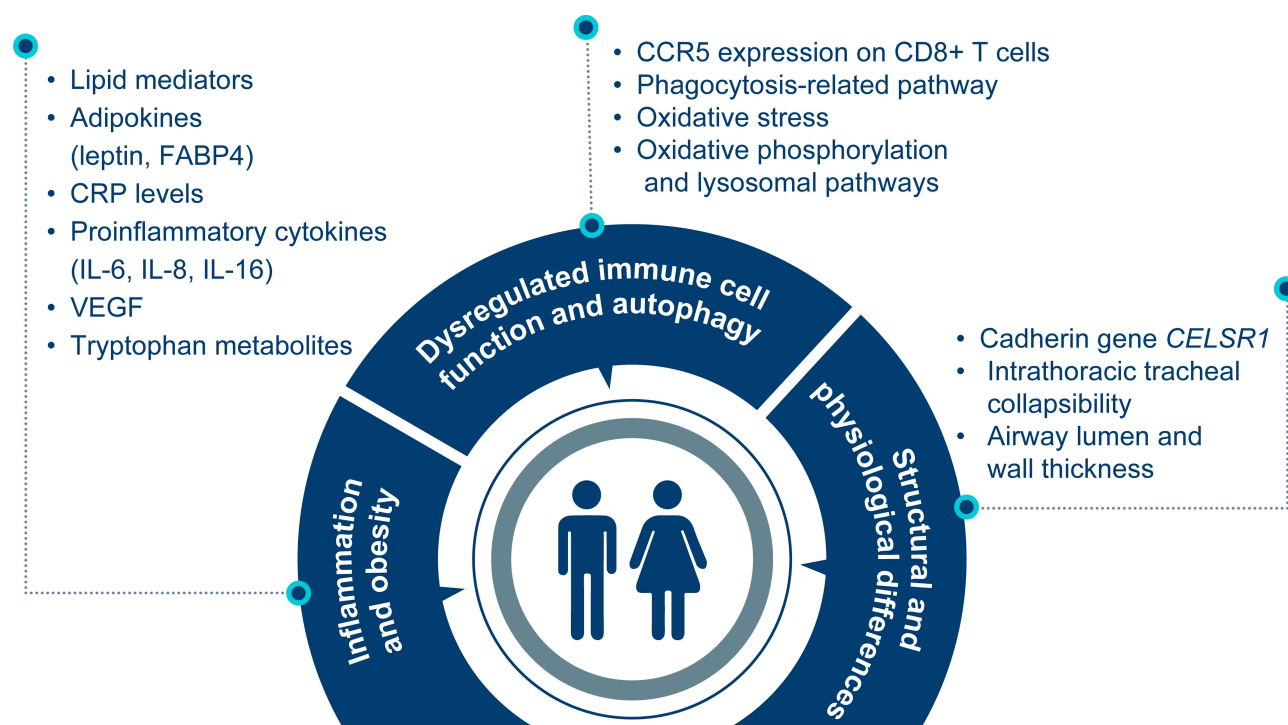 • Lipid mediators
• Adipokines
(leptin, FABP4)
• CRP levels
• Proinflammatory cytokines
(IL-6, IL-8, IL-16)
• VEGF
• Tryptophan metabolites
• CCR5 expression on CD8+ T cells
• Phagocytosis-related pathway
• Oxidative stress
• Oxidative phosphorylation
and lysosomal pathways
• Cadherin gene CELSR1
• Intrathoracic tracheal
collapsibility
• Airway lumen and
wall thickness
Dysregulated immune cell
function and autophagy
Inflammation
and obesity
Structural and
physiological differences